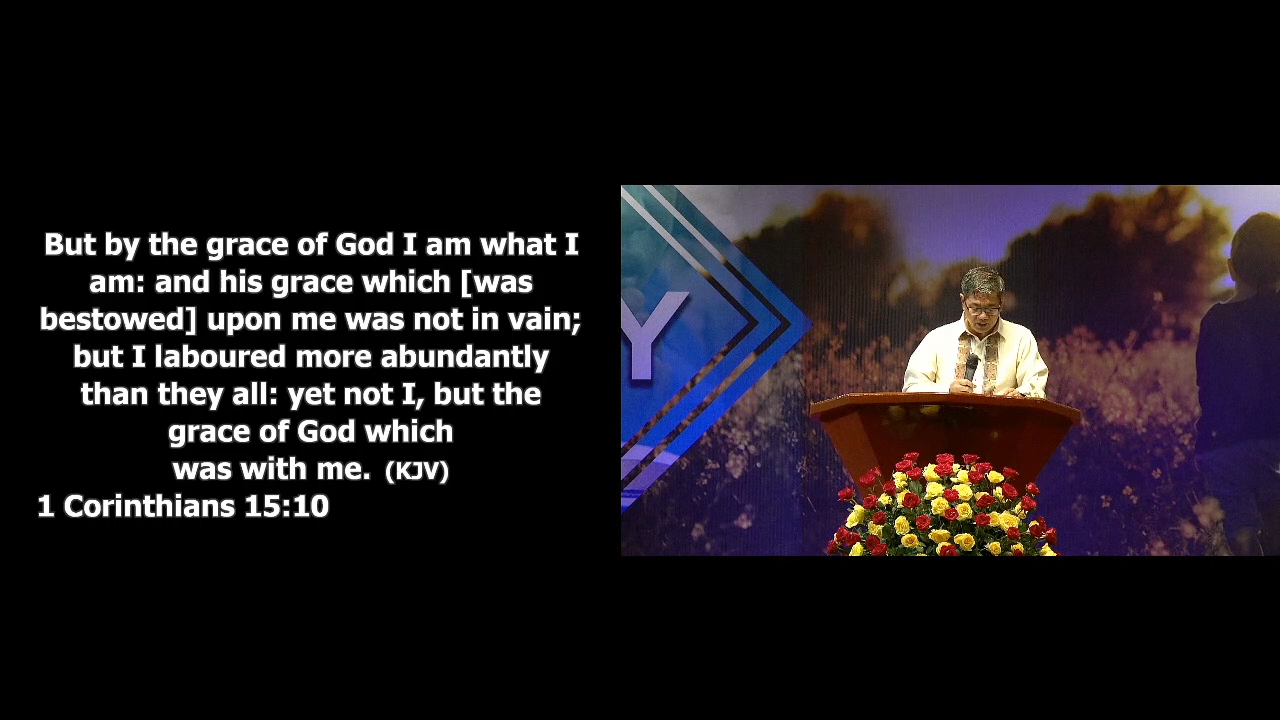 But by the grace of God I am what I
am: and his grace which [was
bestowed] upon me was not in vain;
but I laboured more abundantly
than they all: yet not I, but the
grace of God which
was with me. (KJV)
1 Corinthians 15:10
Y